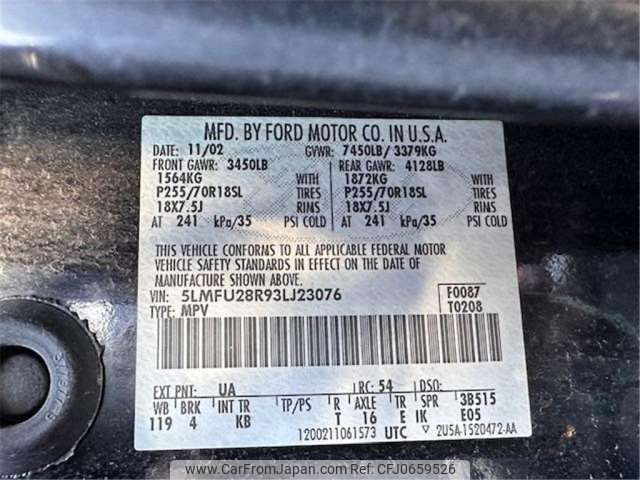 MFD. BY FORD MOTOR CO. IN U.S.A.
DATE: 11/02 GVWR: 7450LB/ 3379KG
FRONT GAWR: 3450LB REAR GAWR: 4128LB
1564KG WITH 1872KG WITH
P255/70R18SL TIRES P255/70R18SL TIRES
18X7.5J RIMS 18X7.5J RIMS
AT 241 kPa/35 PSI COLD AT 241 kPa/35 PSI COLD
THIS VEHICLE CONFORMS TO ALL APPLICABLE FEDERAL MOTOR
VEHICLE SAFETY STANDARDS IN EFFECT ON THE DATE OF
MANUFACTURE SHOWN ABOVE.
VIN: 5LMFU28R93LJ23076 F0087
TYPE: MPV T0208
EXT PNT: UA RC: 54 DSO:
WB BRK INT TR TP/PS R AXLE TR SPR 3B515
119 4 KB T 16 E IK E05
1200211061573 UTC ▽ 2U5A-1520472-AA
www.CarFromJapan.com (Ref No.CFJ-90659526)